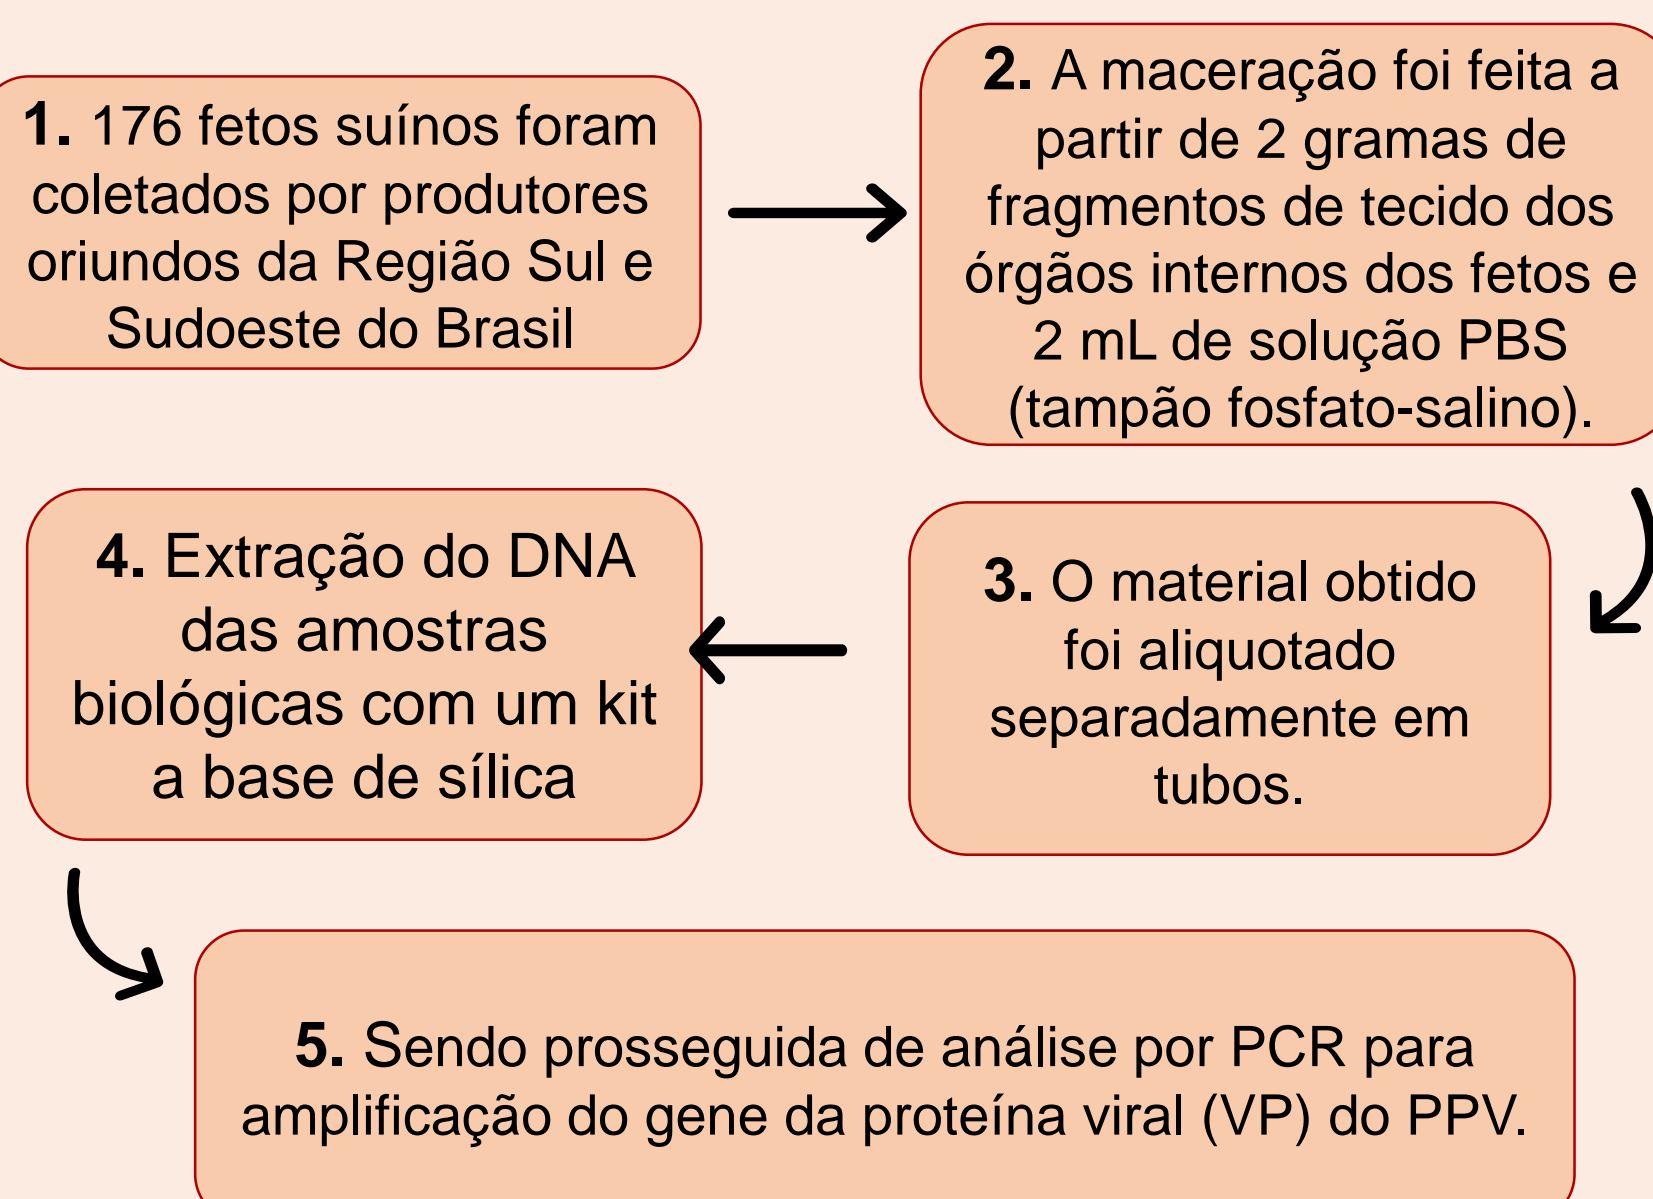 1. 176 fetos suínos foram
coletados por produtores
oriundos da Região Sul e
Sudoeste do Brasil
2. A maceração foi feita a
partir de 2 gramas de
fragmentos de tecido dos
órgãos internos dos fetos e
2 mL de solução PBS
(tampão fosfato-salino).
3. O material obtido
foi aliquotado
separadamente em
tubos.
4. Extração do DNA
das amostras
biológicas com um kit
a base de sílica
5. Sendo prosseguida de análise por PCR para
amplificação do gene da proteína viral (VP) do PPV.